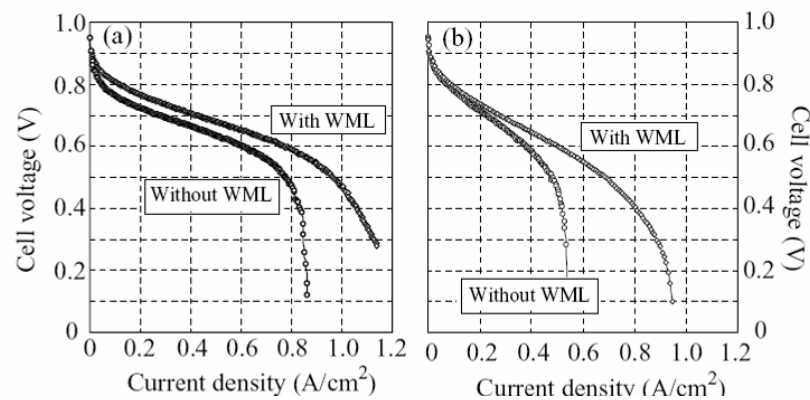 (a)
(b)
Cell voltage (V)
1.0
0.8
0.6
0.4
0.2
0
With WML
Without WML
0 0.2 0.4 0.6 0.8 1.0 1.2
Current density (A/cm²)
With WML
Without WML
0 0.2 0.4 0.6 0.8 1.0 1.2
Current density (A/cm²)
1.0
0.8
0.6
0.4
0.2
0
Cell voltage (V)